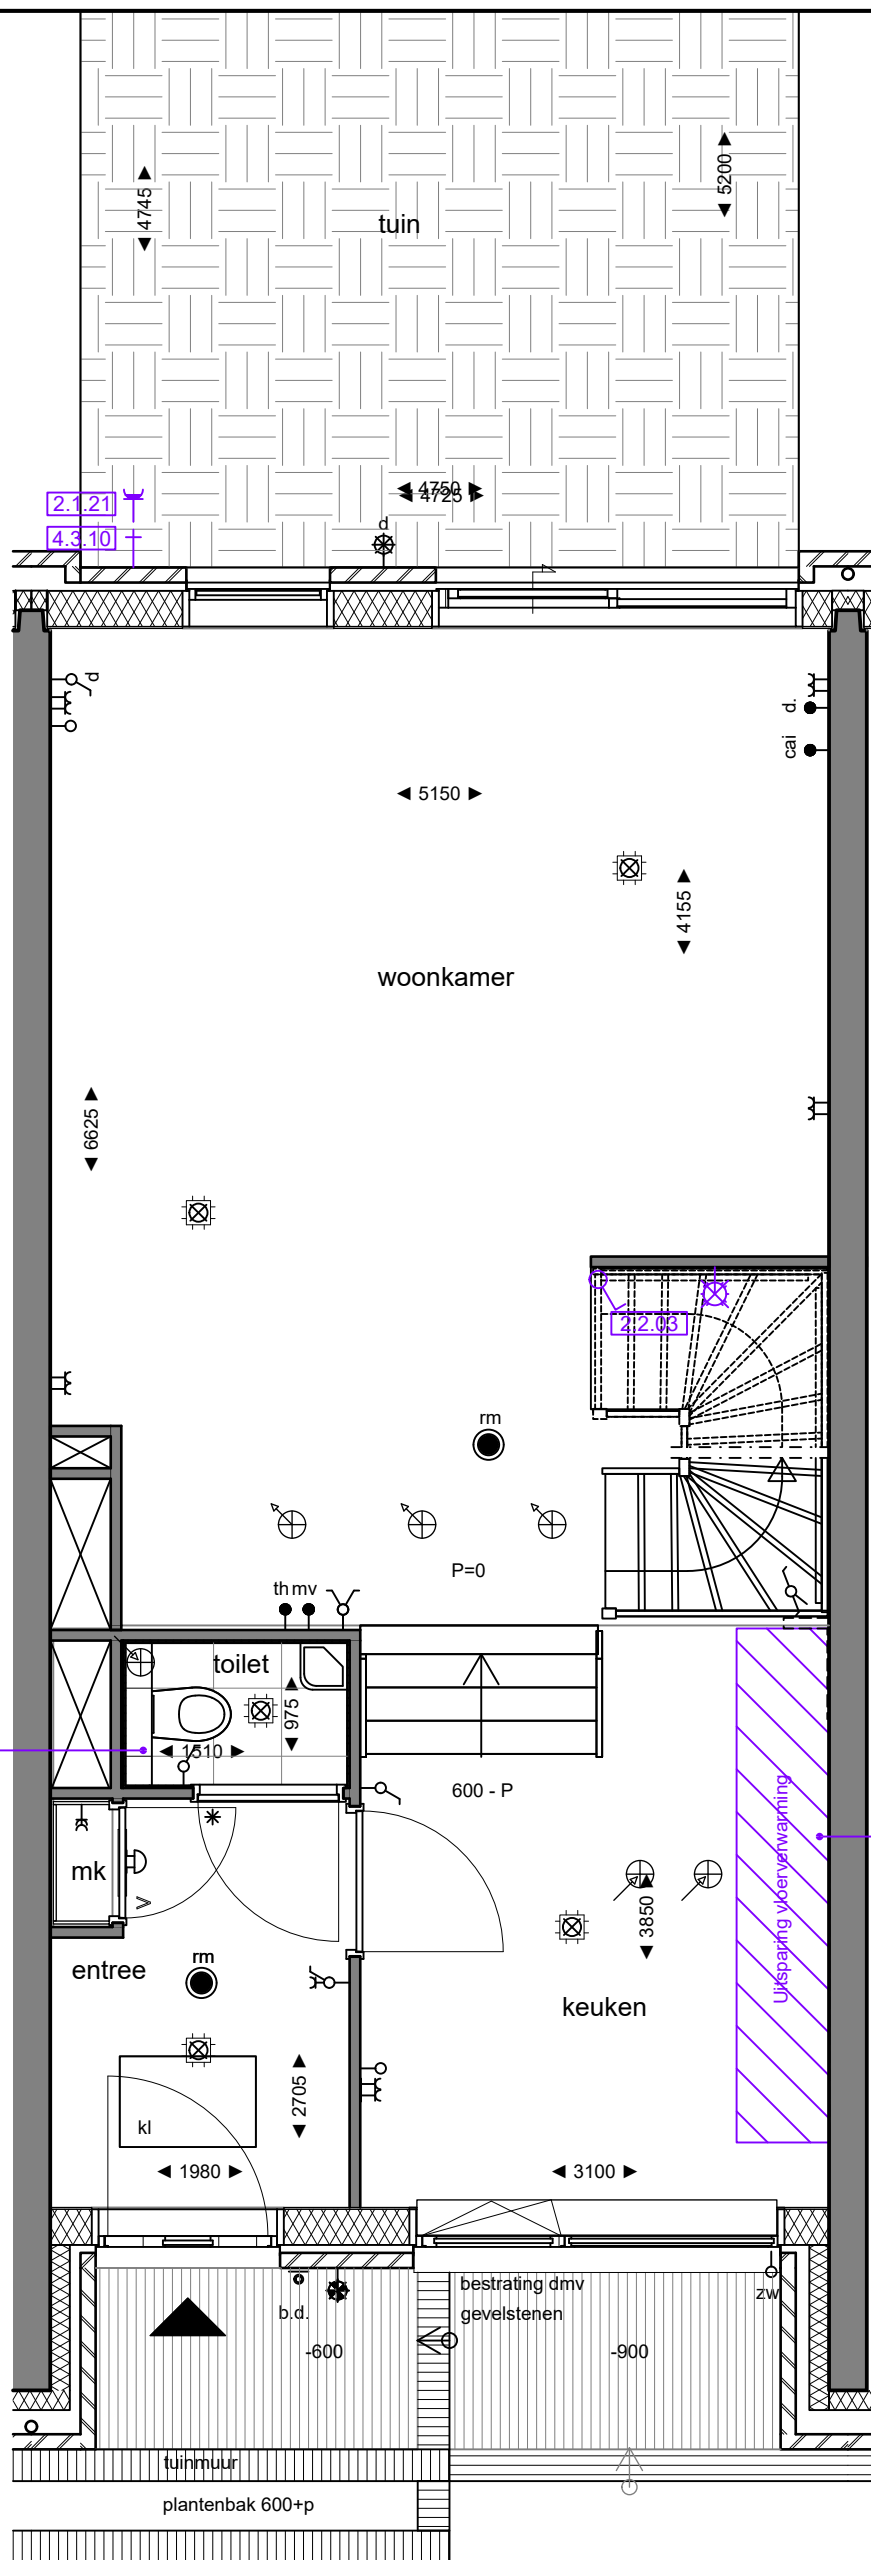 5200
4745
tuin
4750
4725
2.1.21
d
4.3.10
d
d.
cai
5150
4155
woonkamer
6625
2.2.03
rm
P=0
th mv
toilet
975
1510
600 - P
Uitsparing vloerverwarming
mk
V
3850
rm
entree
keuken
2705
kl
1980
3100
bestrating dmv
gevelstenen
zw
b.d.
-600
-900
tuinmuur
plantenbak 600+p